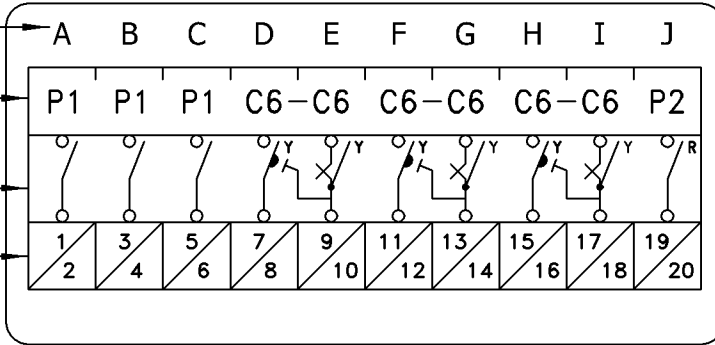 A B C D E F G H I J
P1 P1 P1 C6-C6 C6-C6 C6-C6 P2
Y Y Y Y Y Y R
1 3 5 7 9 11 13 15 17 19
2 4 6 8 10 12 14 16 18 20